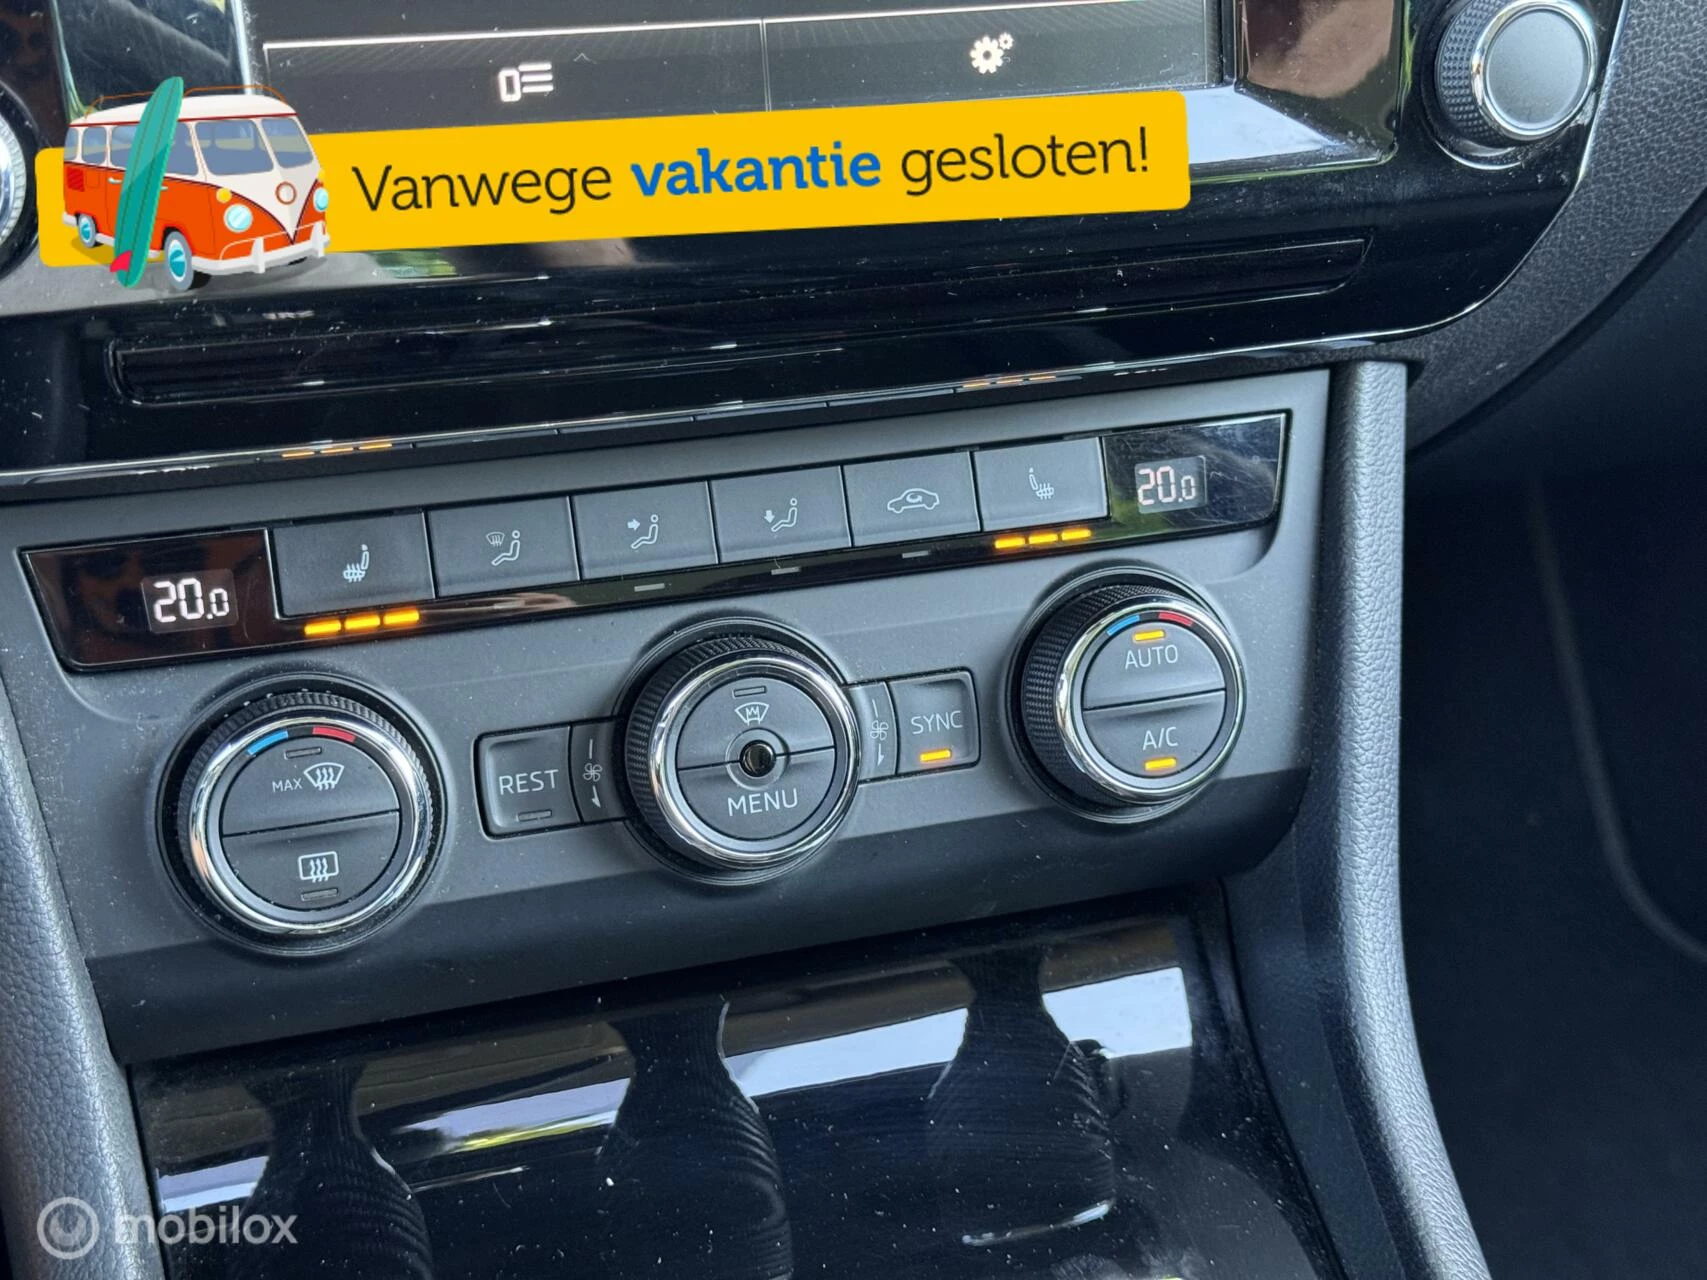 Vanwege vakantie gesloten!
20.0
20.0
AUTO
A/C
MAX
REST
MENU
SYNC
mobilox